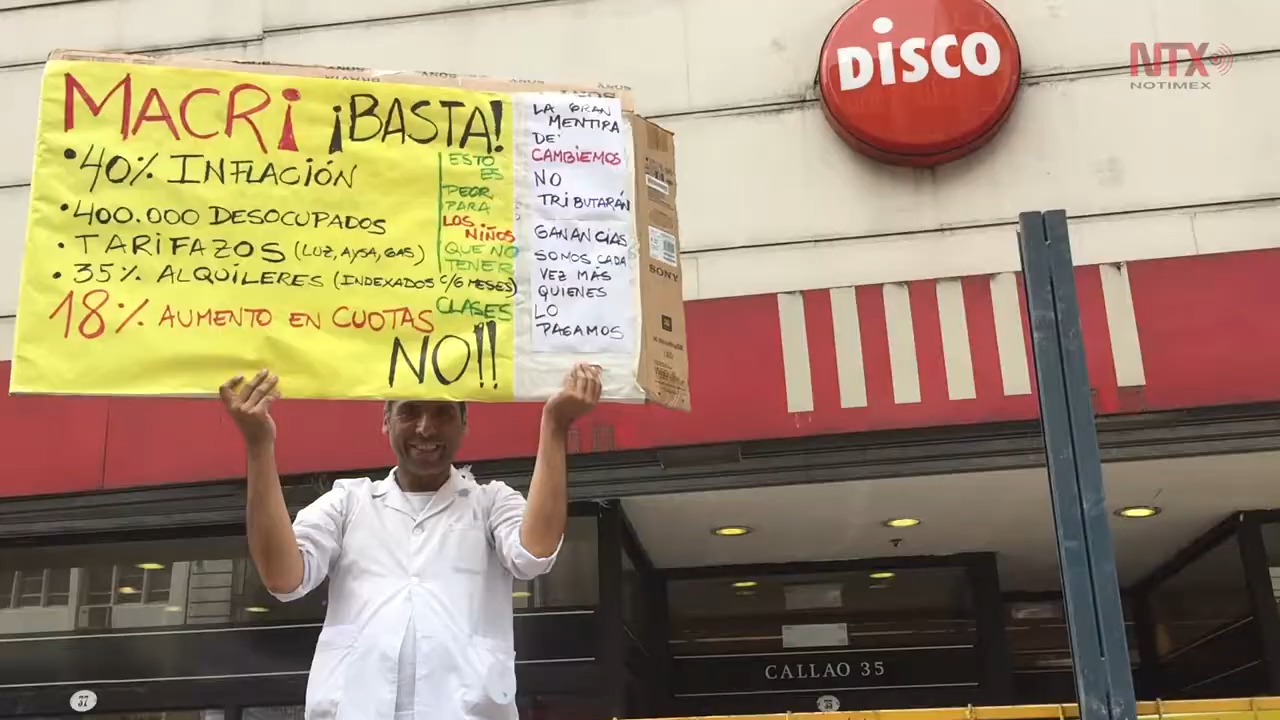 MACRi ¡BASTA!
•40% INFLACIÓN
•400.000 DESOCUPADOS
•TARIFAZOS (LUZ, AYSA, GAS)
•35% ALQUILERES (INDEXADOS C/6 MESES)
18% AUMENTO EN CUOTAS
NO!!
ESTO
ES
PEOR
PARA
LOS
NIÑOS
QUE NO
TENER
CLASES
LA GRAN
MENTIRA
DE
CAMBIEMOS
NO
TRIBUTARÁN
GANANCIAS
SOMOS CADA
VEZ MÁS
QUIENES
LO
PAGAMOS
SONY
SONY
DiSCO
NTX
NOTIMEX
CALLAO 35
37